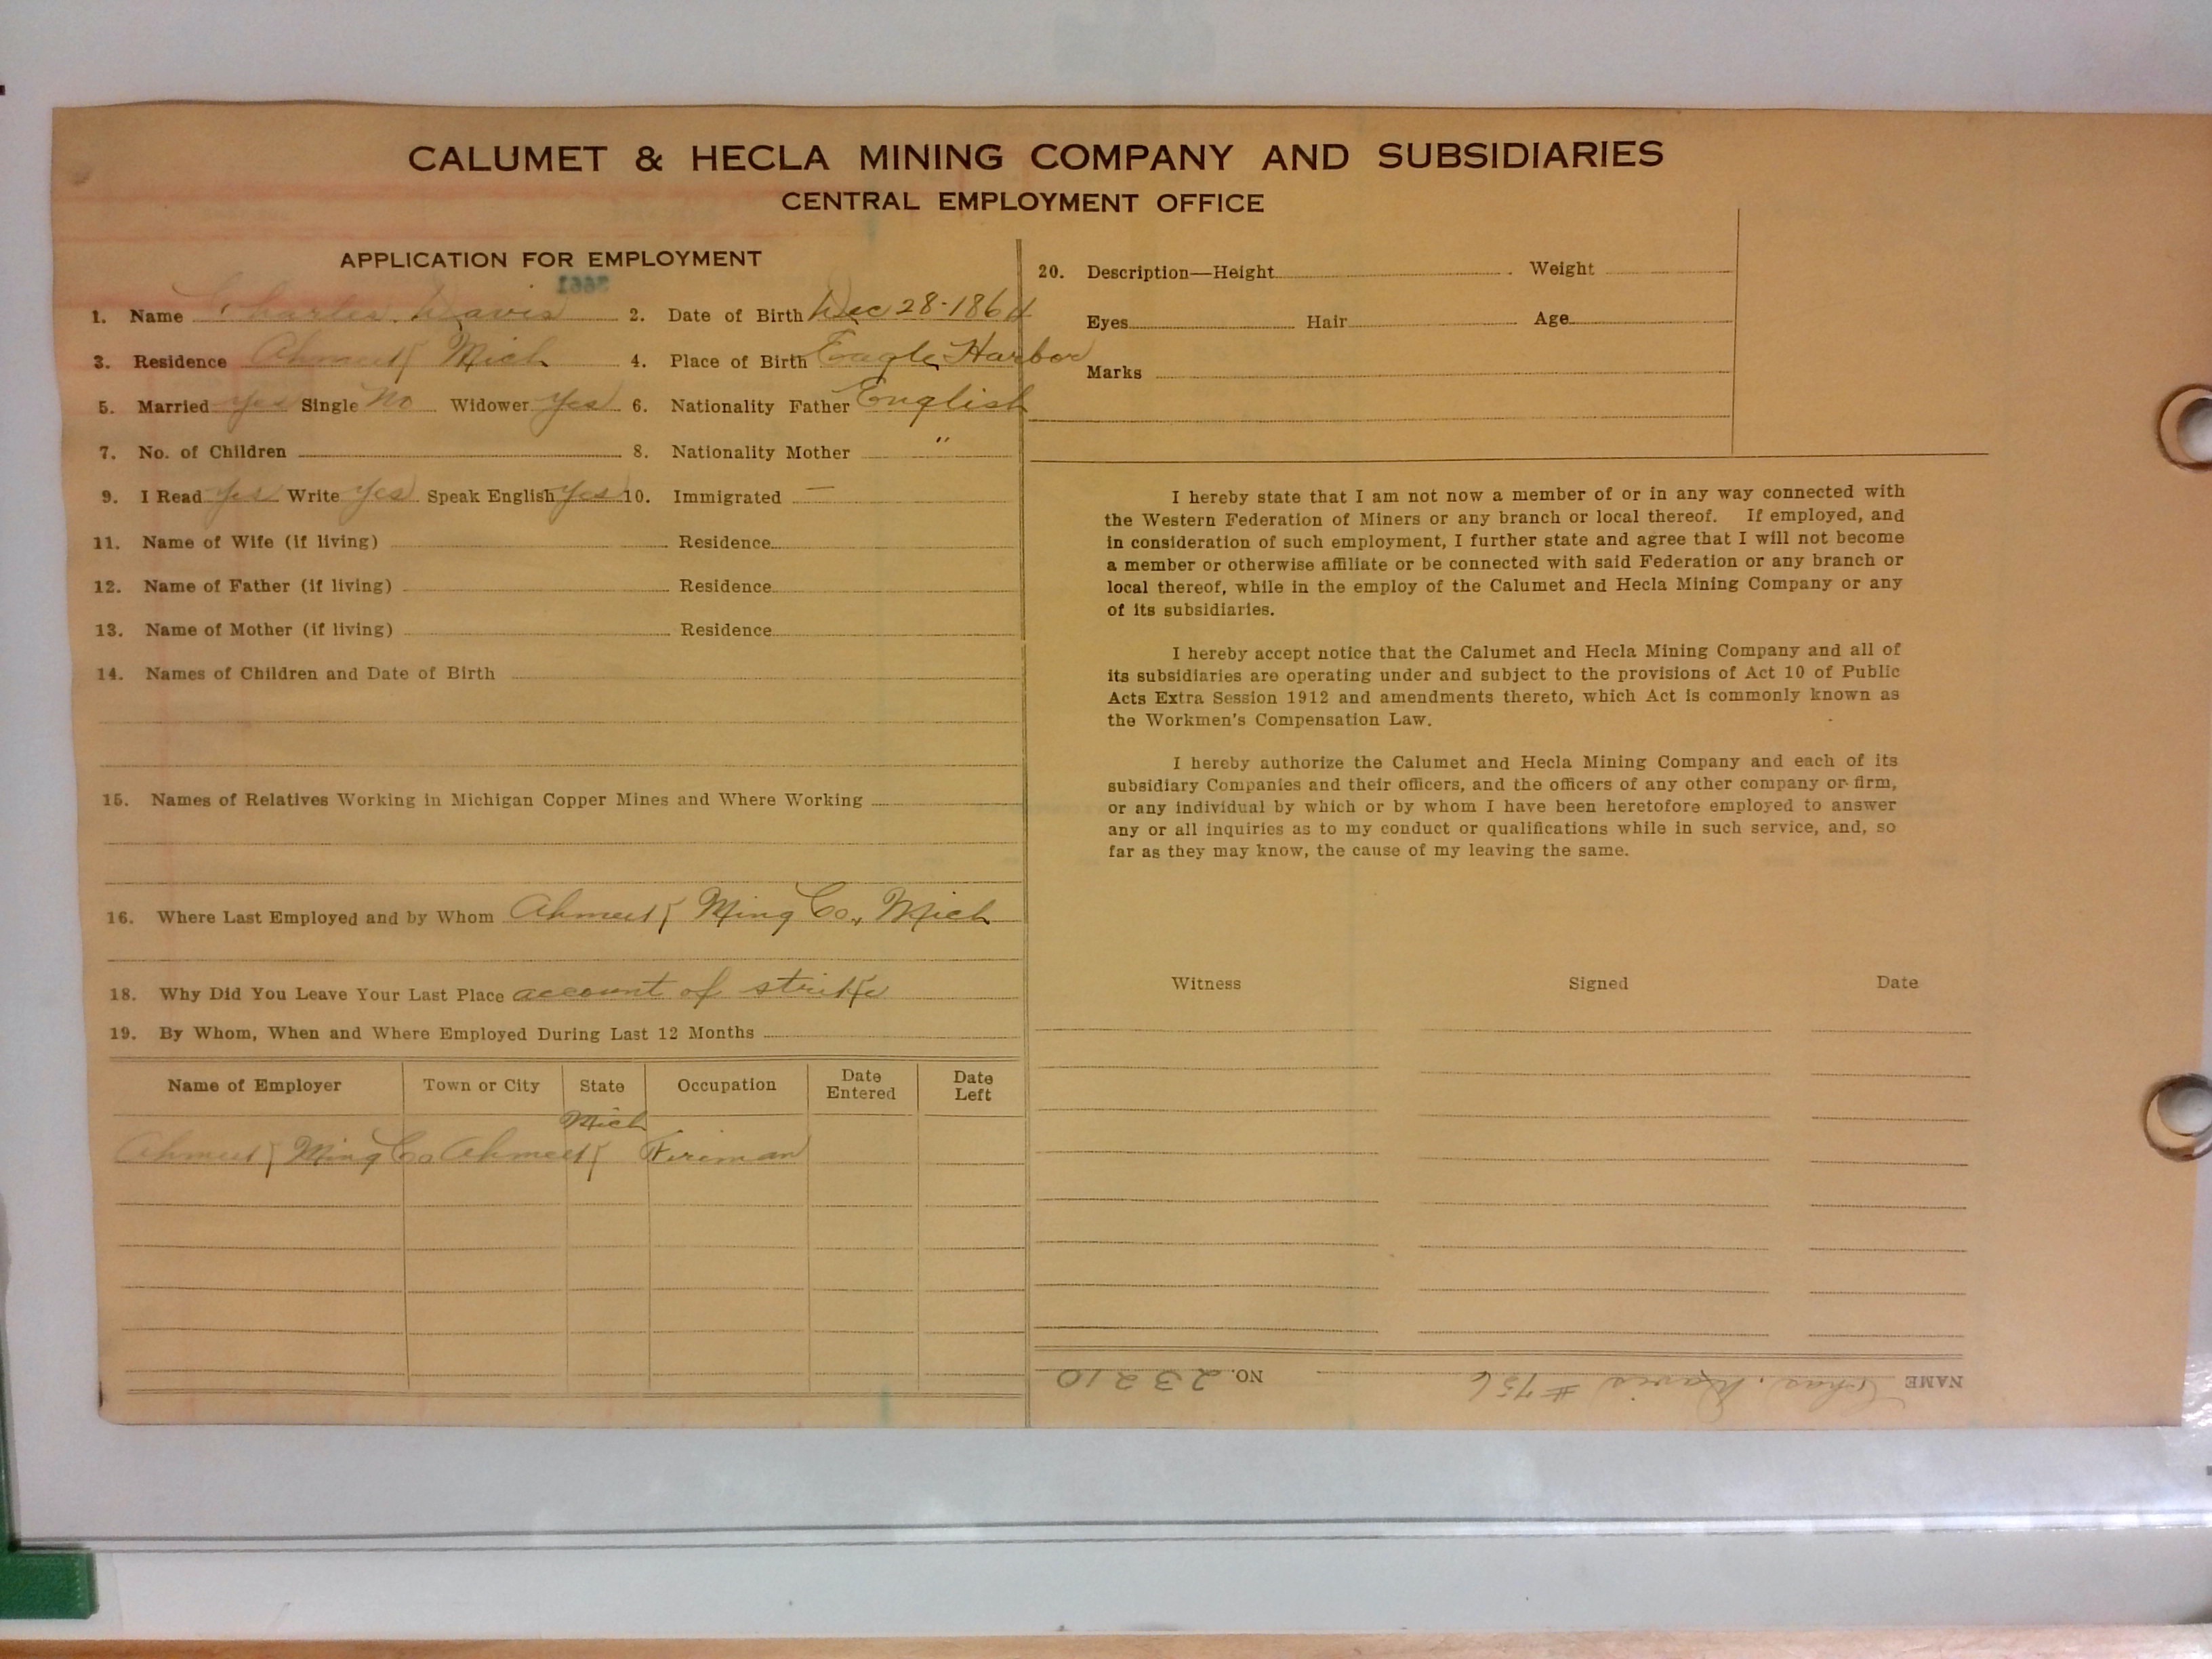 CALUMET & HECLA MINING COMPANY AND SUBSIDIARIES
CENTRAL EMPLOYMENT OFFICE
APPLICATION FOR EMPLOYMENT
1. Name Charles. Davis 2. Date of Birth Dec 28-1864
3. Residence Ahmeek Mich 4. Place of Birth Eagle Harbor
5. Married Yes Single No Widower Yes 6. Nationality Father English
7. No. of Children 8. Nationality Mother "
9. I Read Yes Write Yes Speak English Yes 10. Immigrated —
11. Name of Wife (if living) Residence
12. Name of Father (if living) Residence
13. Name of Mother (if living) Residence
14. Names of Children and Date of Birth
15. Names of Relatives Working in Michigan Copper Mines and Where Working
16. Where Last Employed and by Whom Ahmeek Ming Co, Mich
18. Why Did You Leave Your Last Place account of strike
19. By Whom, When and Where Employed During Last 12 Months
Name of Employer Town or City State Occupation Date Entered Date Left
Mich
Ahmeek Ming Co Ahmeek Fireman
20. Description—Height Weight
Eyes Hair Age
Marks
I hereby state that I am not now a member of or in any way connected with
the Western Federation of Miners or any branch or local thereof. If employed, and
in consideration of such employment, I further state and agree that I will not become
a member or otherwise affiliate or be connected with said Federation or any branch or
local thereof, while in the employ of the Calumet and Hecla Mining Company or any
of its subsidiaries.
I hereby accept notice that the Calumet and Hecla Mining Company and all of
its subsidiaries are operating under and subject to the provisions of Act 10 of Public
Acts Extra Session 1912 and amendments thereto, which Act is commonly known as
the Workmen's Compensation Law.
I hereby authorize the Calumet and Hecla Mining Company and each of its
subsidiary Companies and their officers, and the officers of any other company or firm,
or any individual by which or by whom I have been heretofore employed to answer
any or all inquiries as to my conduct or qualifications while in such service, and, so
far as they may know, the cause of my leaving the same.
Witness Signed Date
NAME Chas. Davis #756 NO. 23210